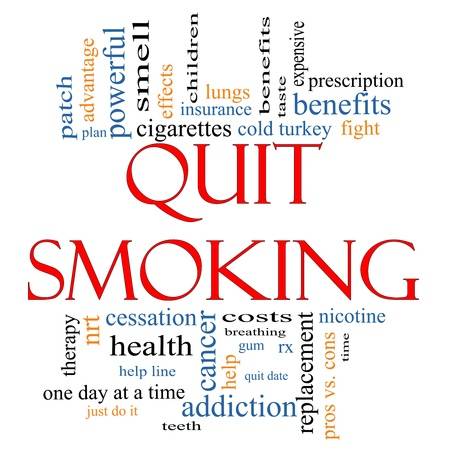 patch
advantage
plan
powerful
smell
effects
children
lungs
insurance
benefits
taste
expensive
prescription
benefits
cigarettes
cold turkey
fight
QUIT
SMOKING
therapy
nrt
cessation
health
help line
one day at a time
just do it
teeth
cancer
help
costs
breathing
gum
rx
quit date
addiction
replacement
nicotine
pros vs. cons
time